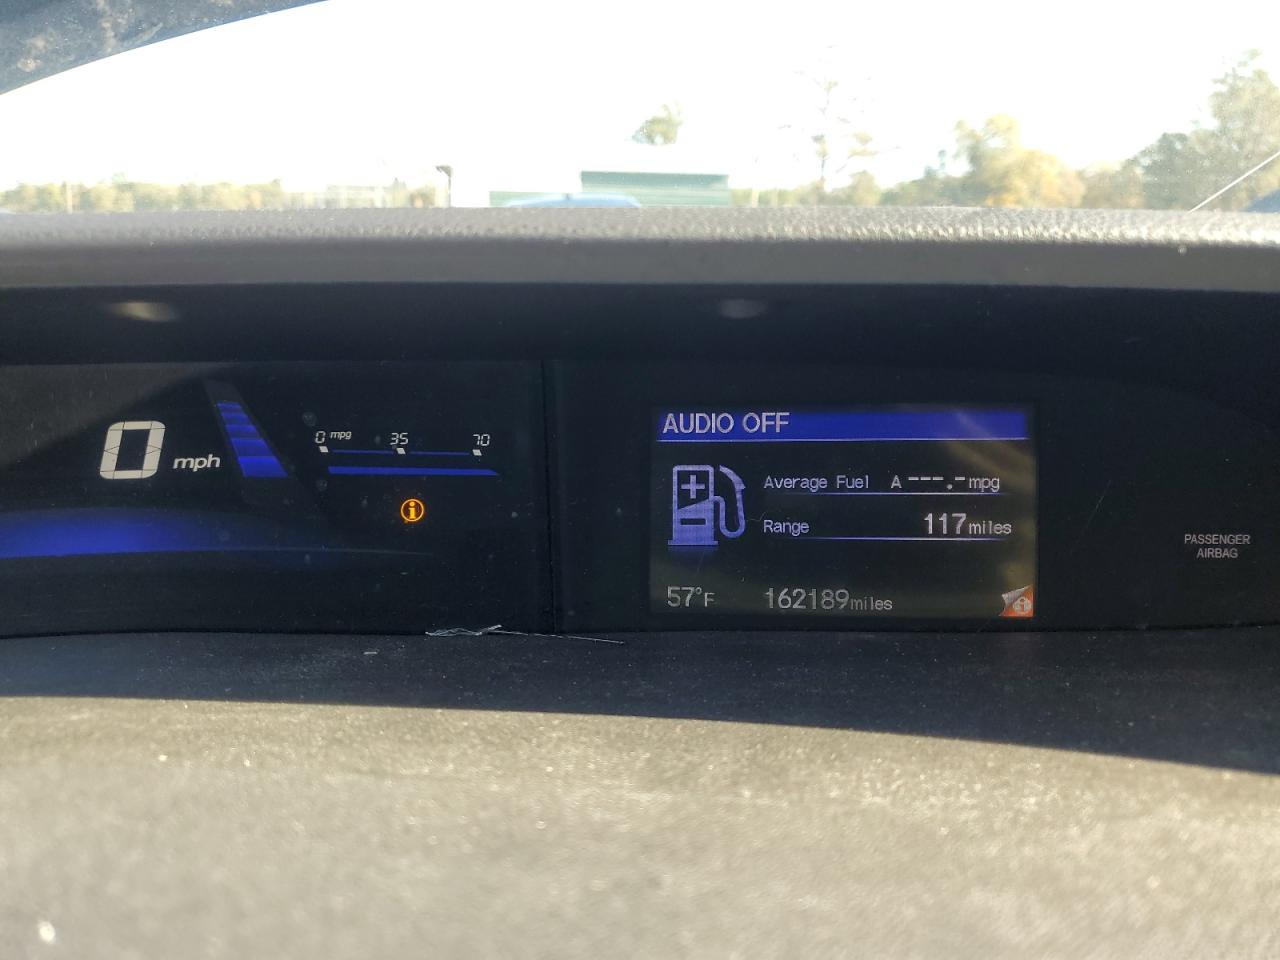 0 mph
0 mpg 35 70
AUDIO OFF
Average Fuel A ---.- mpg
Range 117 miles
57°F 162189 miles
PASSENGER
AIRBAG